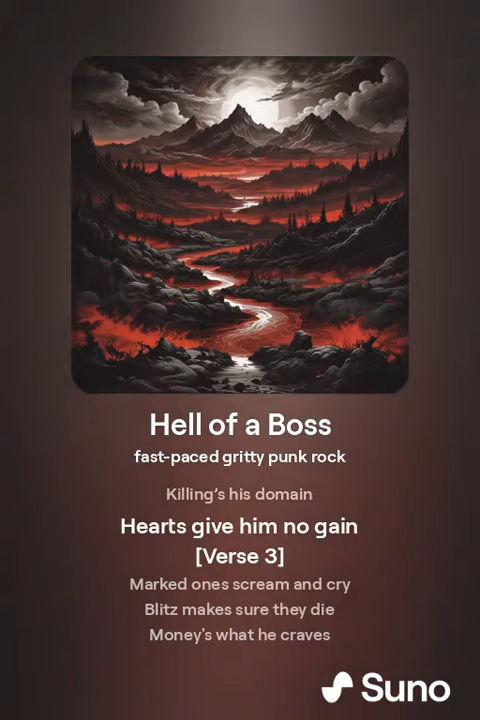 Hell of a Boss
fast-paced gritty punk rock
Killing's his domain
Hearts give him no gain
[Verse 3]
Marked ones scream and cry
Blitz makes sure they die
Money's what he craves
Suno